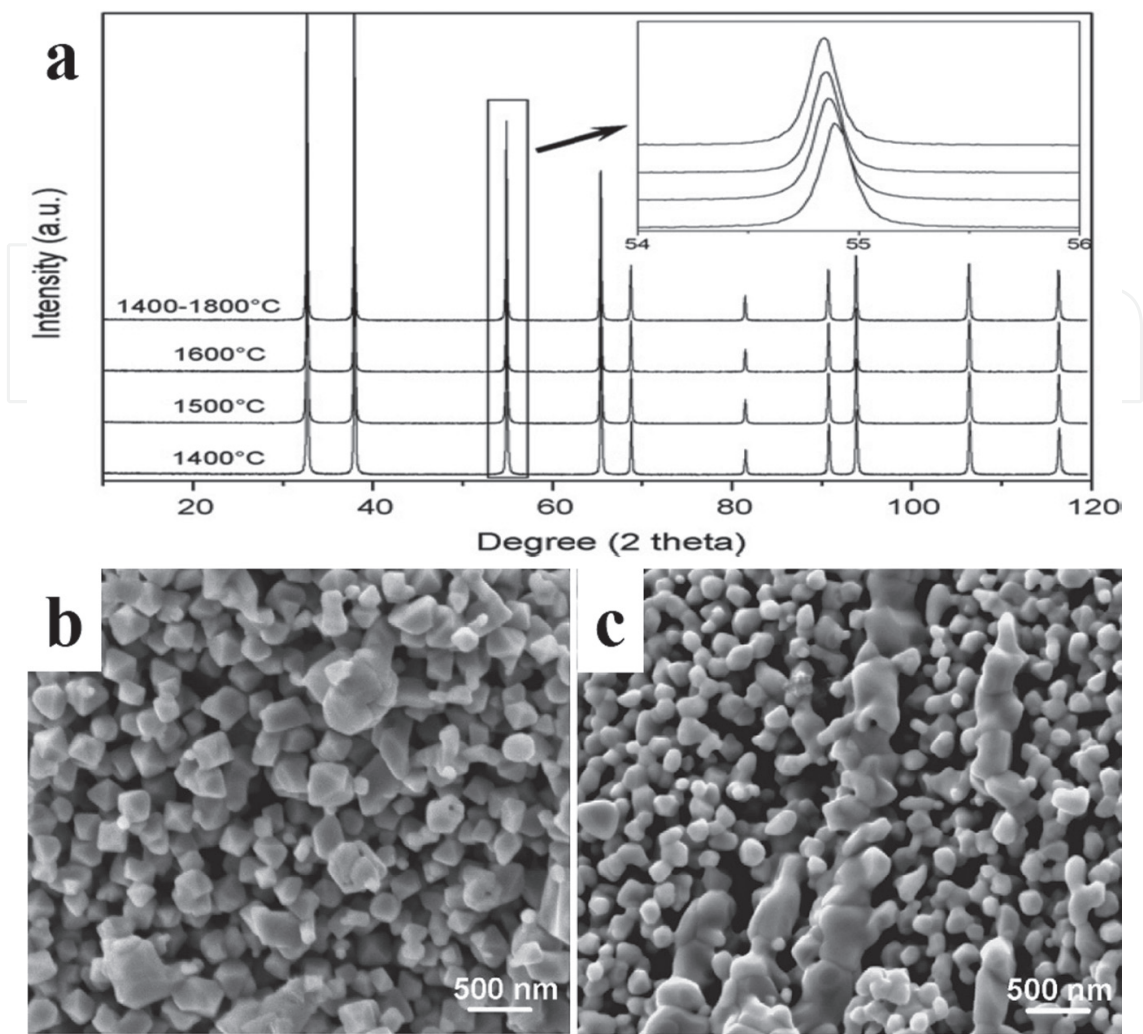 a
Intensity (a.u.)
1400-1800°C
1600°C
1500°C
1400°C
54 55 56
20 40 60 80 100 120
Degree (2 theta)
b
500 nm
c
500 nm